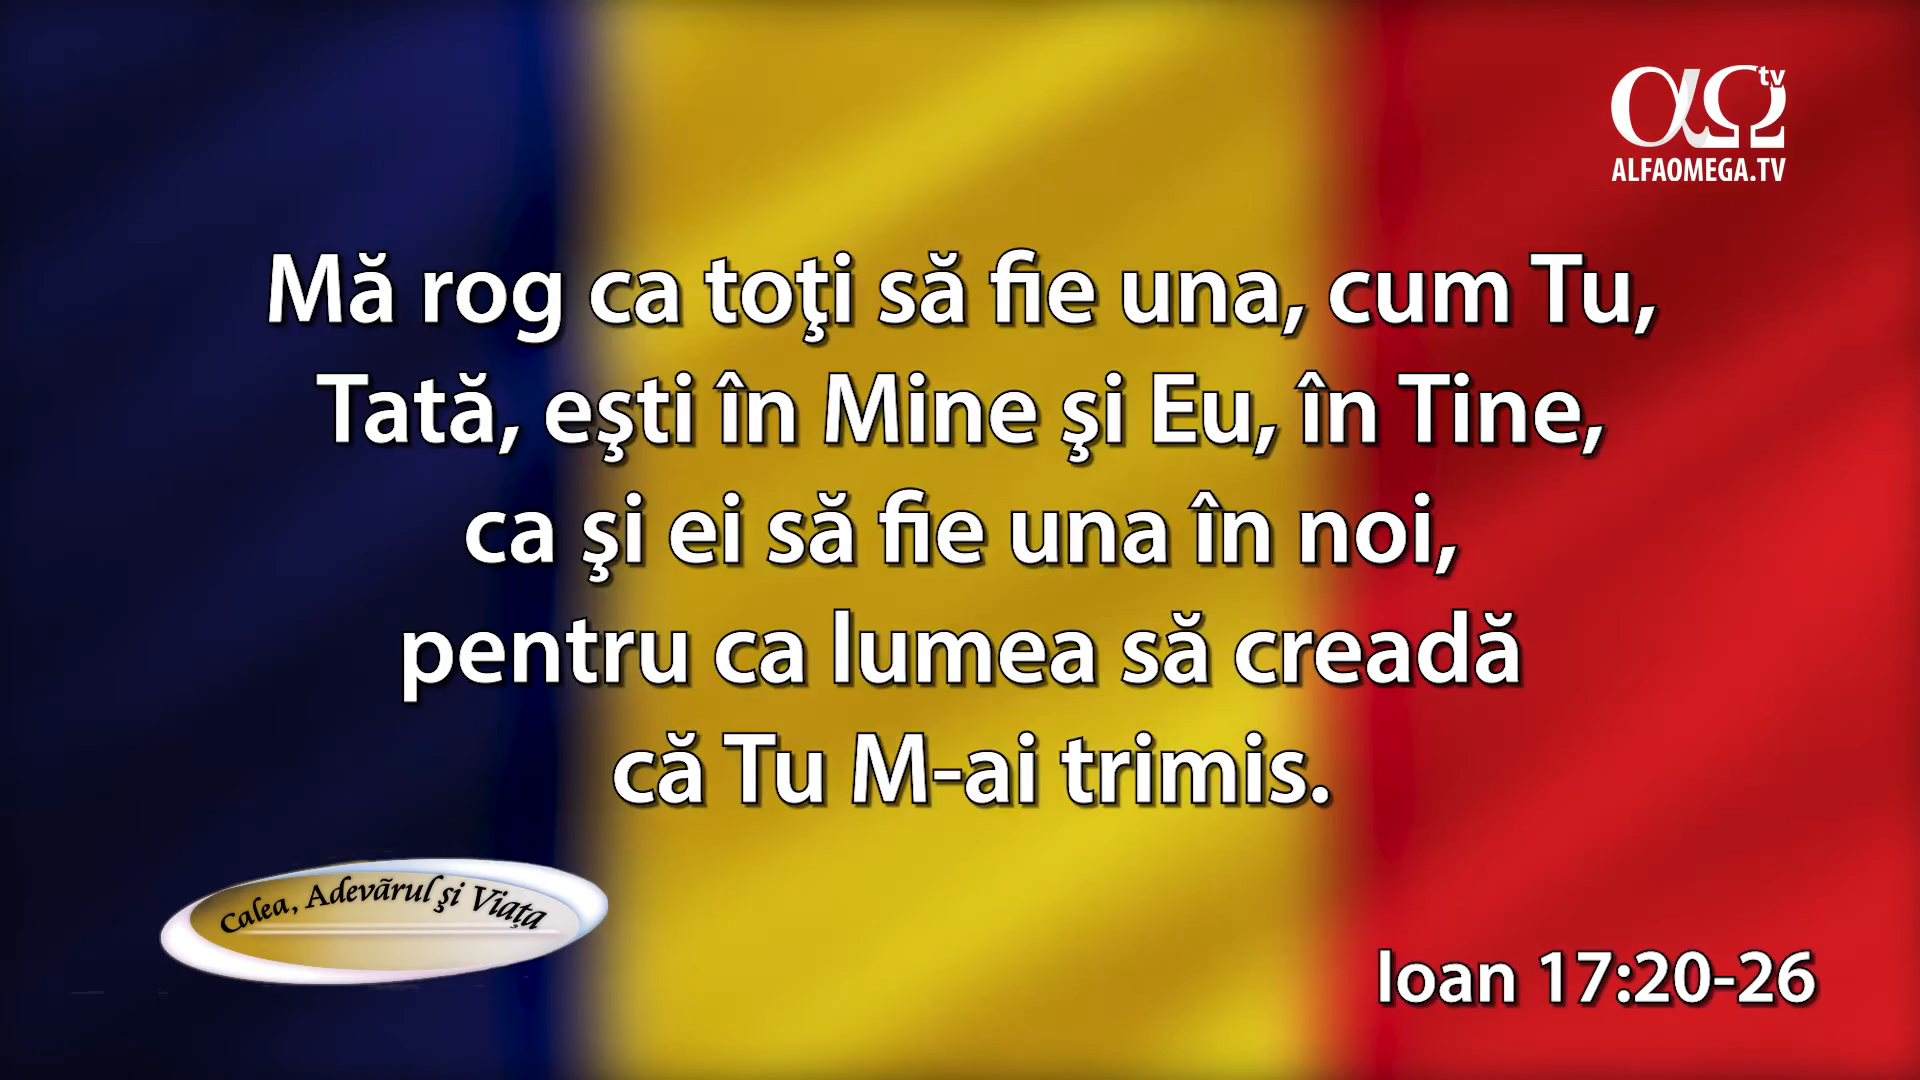 tv
ALFAOMEGA.TV
Mă rog ca toţi să fie una, cum Tu,
Tată, eşti în Mine şi Eu, în Tine,
ca şi ei să fie una în noi,
pentru ca lumea să creadă
că Tu M-ai trimis.
Calea, Adevãrul şi Viaţa
Ioan 17:20-26